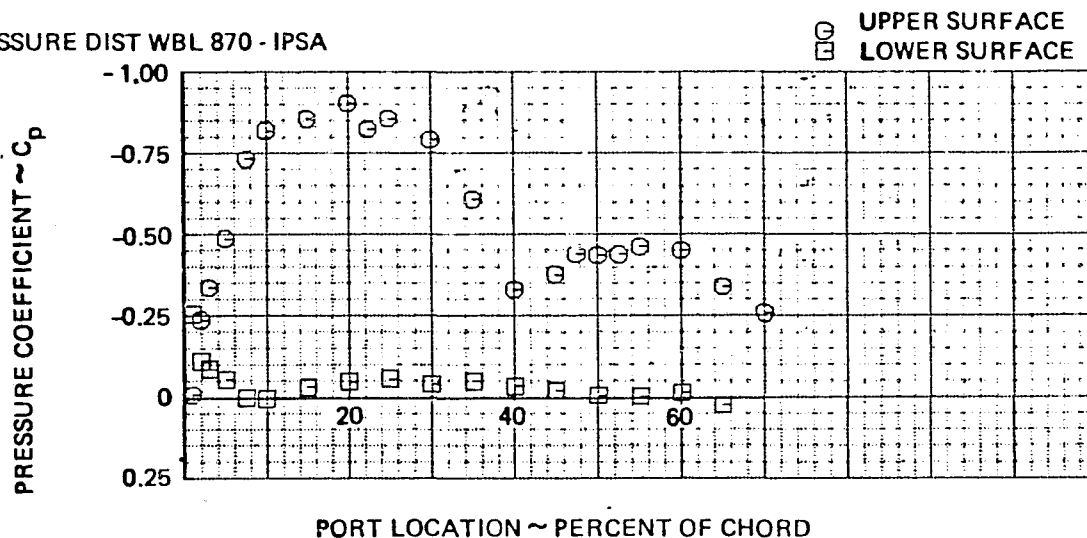 SSURE DIST WBL 870 - IPSA
UPPER SURFACE
LOWER SURFACE
-1.00
-0.75
-0.50
-0.25
0
0.25
20
40
60
PRESSURE COEFFICIENT ~ Cp
PORT LOCATION ~ PERCENT OF CHORD